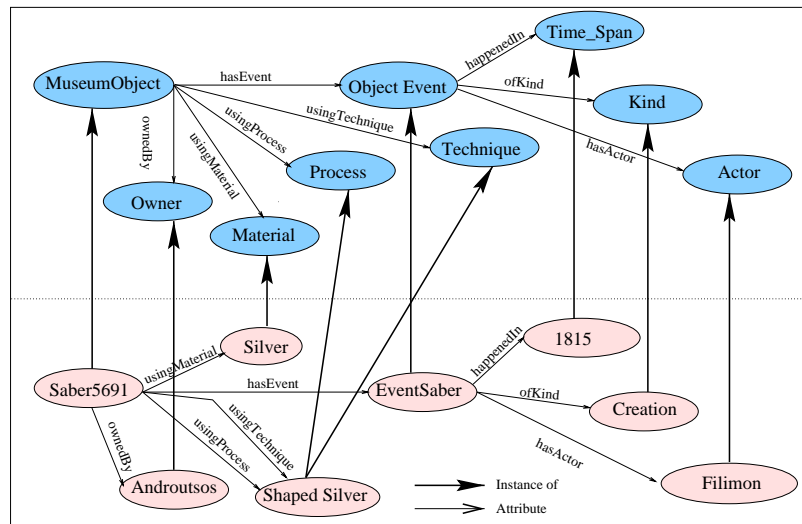 Time_Span
happenedIn
MuseumObject
hasEvent
Object Event
ofKind
Kind
usingTechnique
usingProcess
ownedBy
usingMaterial
hasActor
Technique
Process
Actor
Owner
Material
1815
happenedIn
Silver
usingMaterial
Saber5691
hasEvent
EventSaber
ofKind
Creation
usingTechnique
usingProcess
ownedBy
hasActor
Androutsos
Shaped Silver
Filimon
Instance of
Attribute